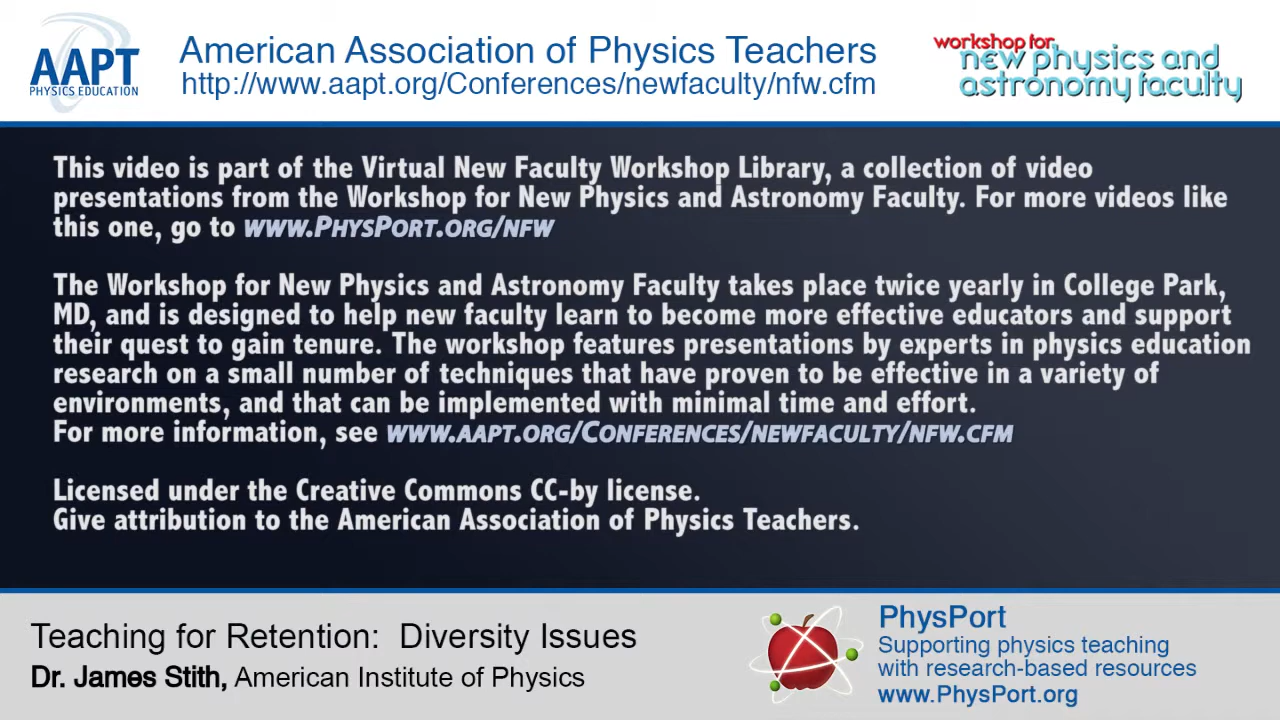 AAPT
PHYSICS EDUCATION
American Association of Physics Teachers
http://www.aapt.org/Conferences/newfaculty/nfw.cfm
workshop for
new physics and
astronomy faculty
This video is part of the Virtual New Faculty Workshop Library, a collection of video
presentations from the Workshop for New Physics and Astronomy Faculty. For more videos like
this one, go to www.PhysPort.org/nfw
The Workshop for New Physics and Astronomy Faculty takes place twice yearly in College Park,
MD, and is designed to help new faculty learn to become more effective educators and support
their quest to gain tenure. The workshop features presentations by experts in physics education
research on a small number of techniques that have proven to be effective in a variety of
environments, and that can be implemented with minimal time and effort.
For more information, see www.aapt.org/Conferences/newfaculty/nfw.cfm
Licensed under the Creative Commons CC-by license.
Give attribution to the American Association of Physics Teachers.
Teaching for Retention: Diversity Issues
Dr. James Stith, American Institute of Physics
PhysPort
Supporting physics teaching
with research-based resources
www.PhysPort.org